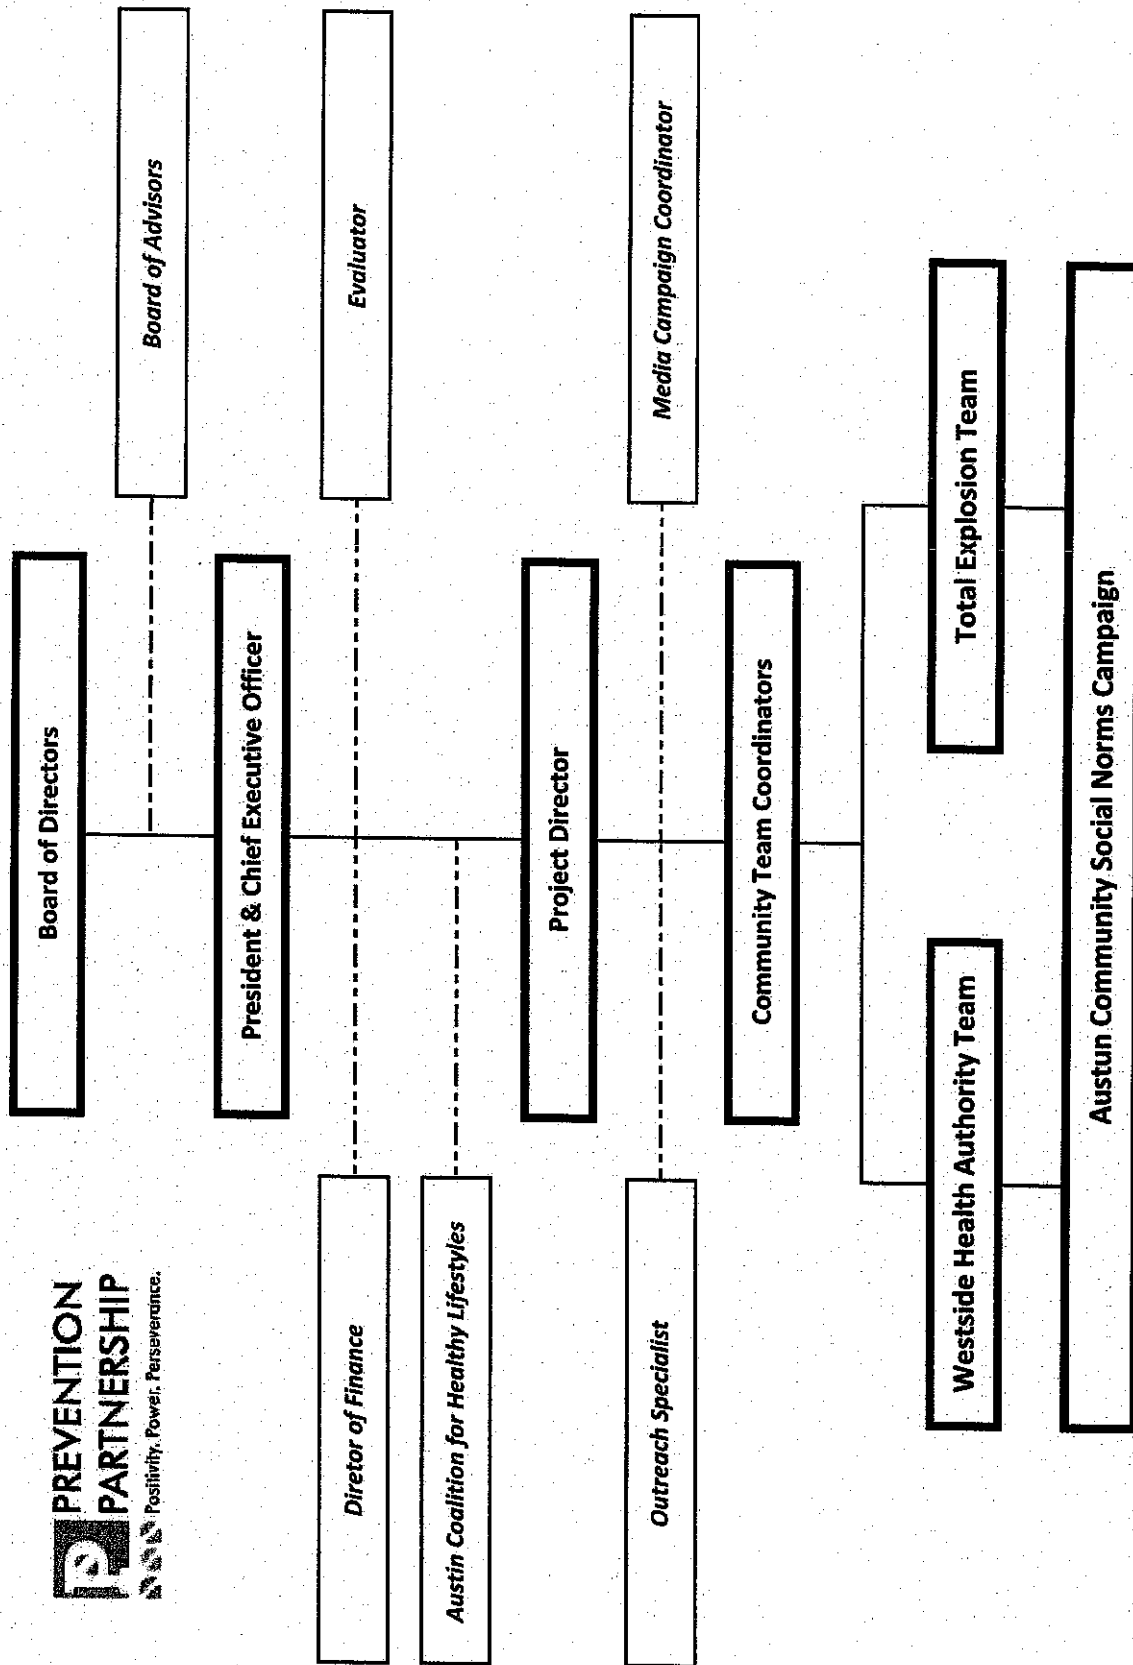 PREVENTION
PARTNERSHIP
Positivity. Power. Perseverance.
Board of Directors
Board of Advisors
President & Chief Executive Officer
Diretor of Finance
Evaluator
Austin Coalition for Healthy Lifestyles
Project Director
Outreach Specialist
Media Campaign Coordinator
Community Team Coordinators
Westside Health Authority Team
Total Explosion Team
Austun Community Social Norms Campaign